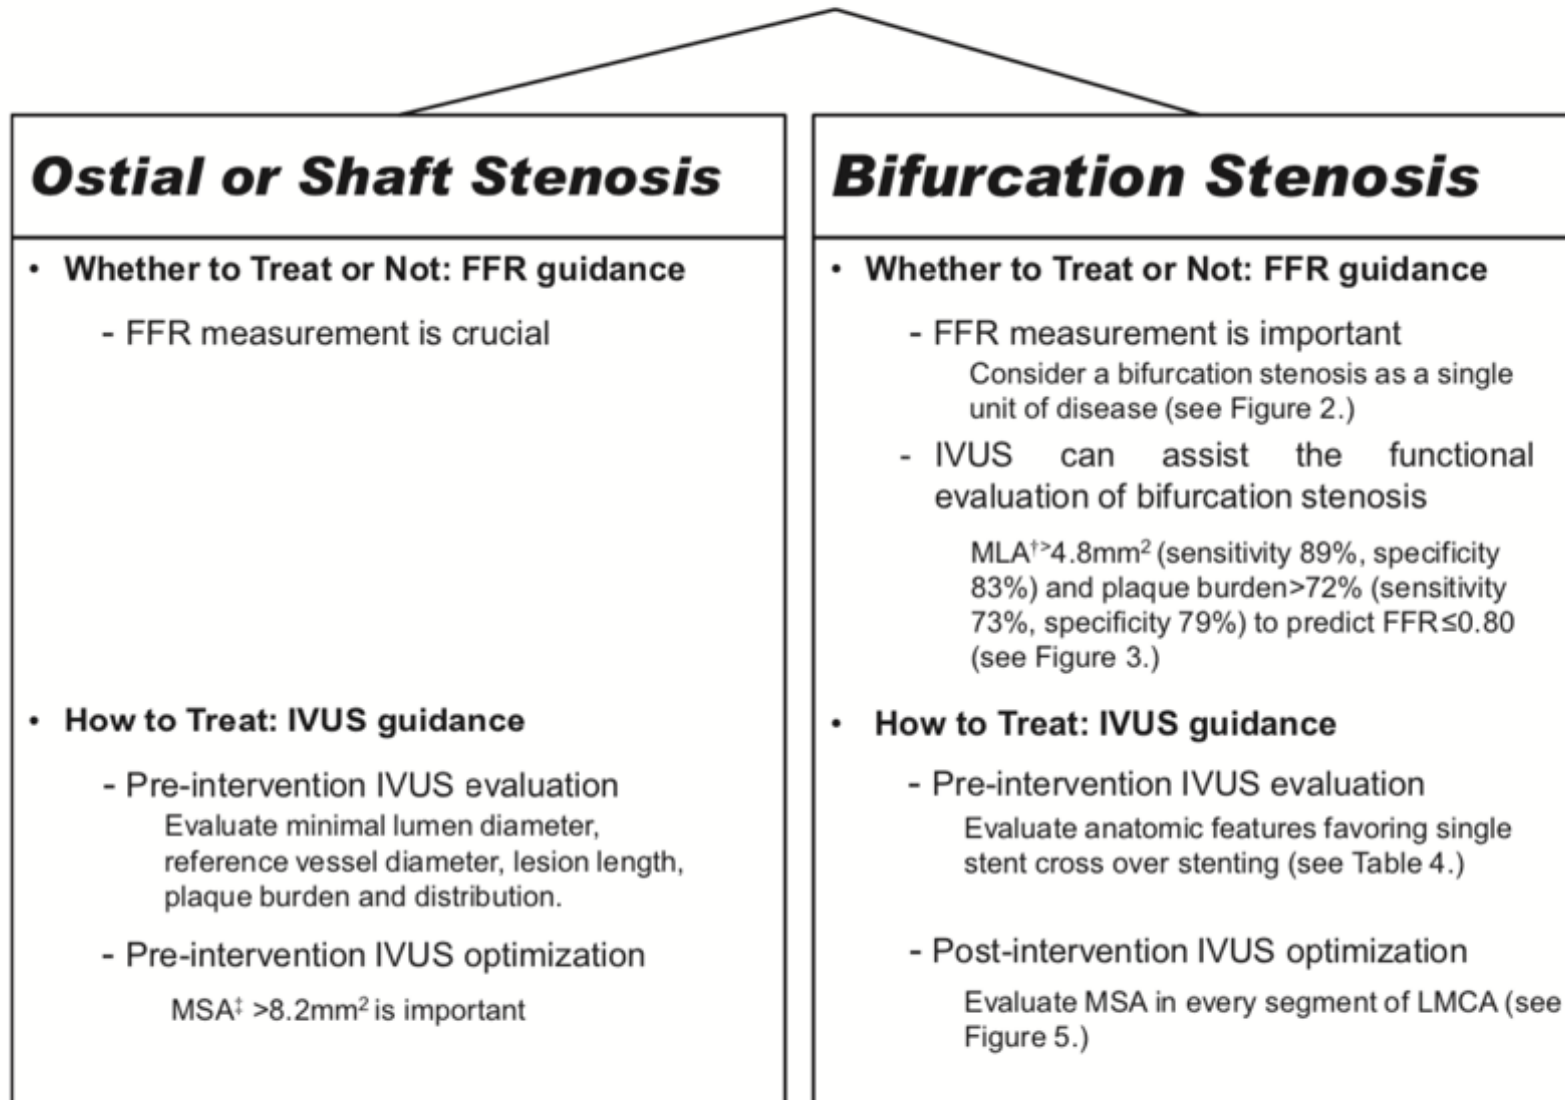 Ostial or Shaft Stenosis
• Whether to Treat or Not: FFR guidance
- FFR measurement is crucial
• How to Treat: IVUS guidance
- Pre-intervention IVUS evaluation
Evaluate minimal lumen diameter,
reference vessel diameter, lesion length,
plaque burden and distribution.
- Pre-intervention IVUS optimization
MSA‡ >8.2mm² is important
Bifurcation Stenosis
• Whether to Treat or Not: FFR guidance
- FFR measurement is important
Consider a bifurcation stenosis as a single
unit of disease (see Figure 2.)
- IVUS can assist the functional
evaluation of bifurcation stenosis
MLA†>4.8mm² (sensitivity 89%, specificity
83%) and plaque burden>72% (sensitivity
73%, specificity 79%) to predict FFR≤0.80
(see Figure 3.)
• How to Treat: IVUS guidance
- Pre-intervention IVUS evaluation
Evaluate anatomic features favoring single
stent cross over stenting (see Table 4.)
- Post-intervention IVUS optimization
Evaluate MSA in every segment of LMCA (see
Figure 5.)